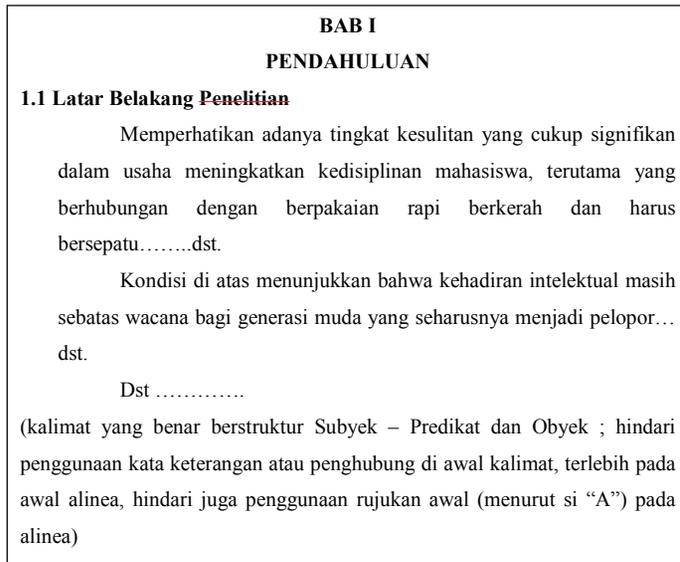 BAB I
PENDAHULUAN
1.1 Latar Belakang Penelitian
Memperhatikan adanya tingkat kesulitan yang cukup signifikan
dalam usaha meningkatkan kedisiplinan mahasiswa, terutama yang
berhubungan dengan berpakaian rapi berkerah dan harus
bersepatu……..dst.
Kondisi di atas menunjukkan bahwa kehadiran intelektual masih
sebatas wacana bagi generasi muda yang seharusnya menjadi pelopor…
dst.
Dst ………….
(kalimat yang benar berstruktur Subyek – Predikat dan Obyek ; hindari
penggunaan kata keterangan atau penghubung di awal kalimat, terlebih pada
awal alinea, hindari juga penggunaan rujukan awal (menurut si “A”) pada
alinea)